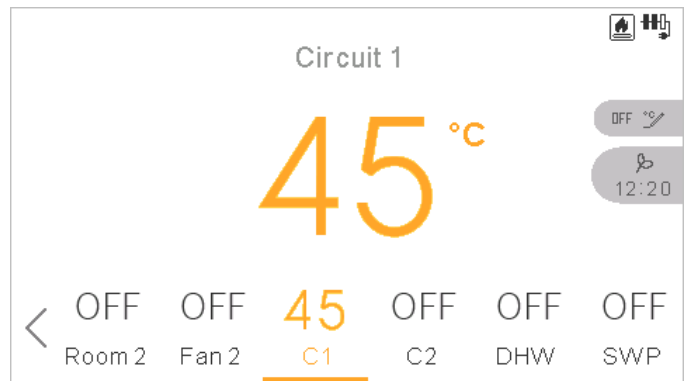 Circuit 1
45 °C
OFF °C
12:20
OFF OFF 45 OFF OFF OFF
Room 2 Fan 2 C1 C2 DHW SWP